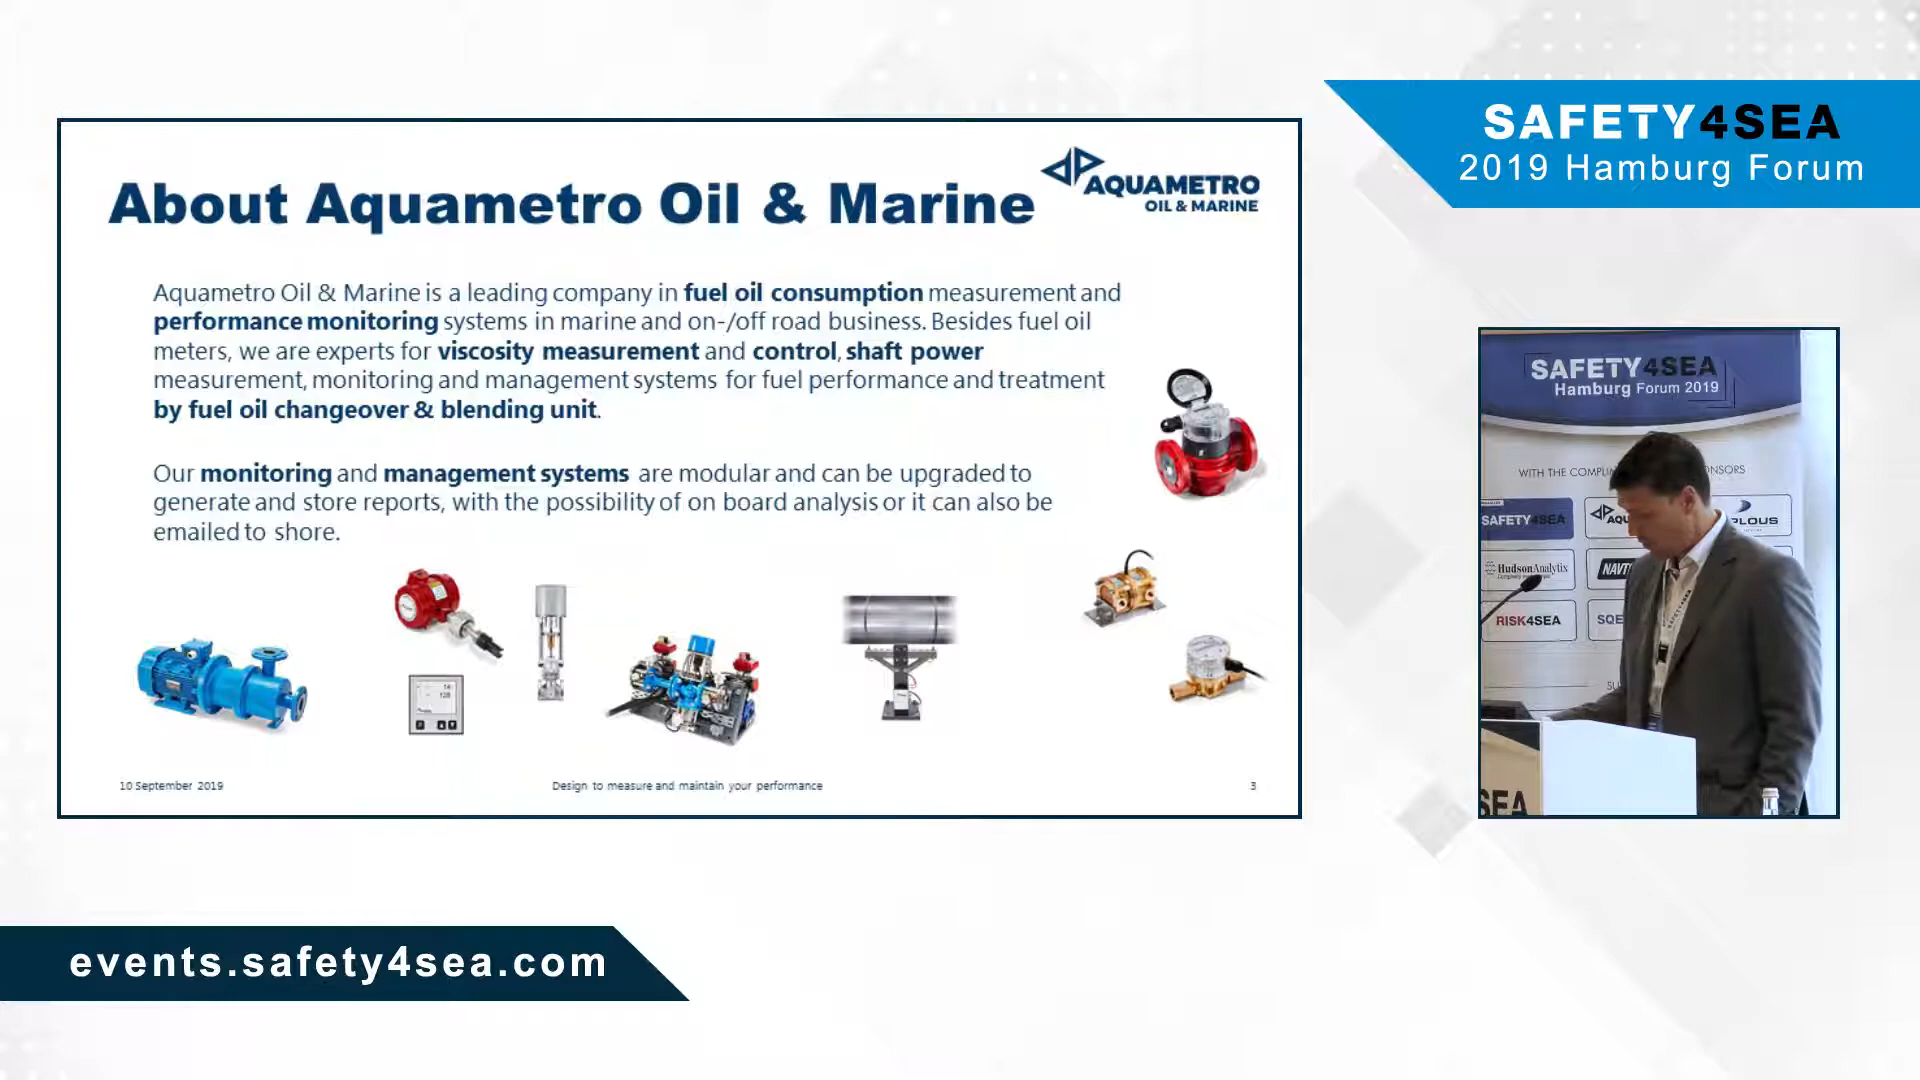 SAFETY4SEA
2019 Hamburg Forum
About Aquametro Oil & Marine
AQUAMETRO
OIL & MARINE
Aquametro Oil & Marine is a leading company in fuel oil consumption measurement and
performance monitoring systems in marine and on-/off road business. Besides fuel oil
meters, we are experts for viscosity measurement and control, shaft power
measurement, monitoring and management systems for fuel performance and treatment
by fuel oil changeover & blending unit.
Our monitoring and management systems are modular and can be upgraded to
generate and store reports, with the possibility of on board analysis or it can also be
emailed to shore.
10 September 2019
Design to measure and maintain your performance
3
SAFETY4SEA
Hamburg Forum 2019
WITH THE
SAFETY4SEA
HudsonAnalytix
RISK4SEA
events.safety4sea.com